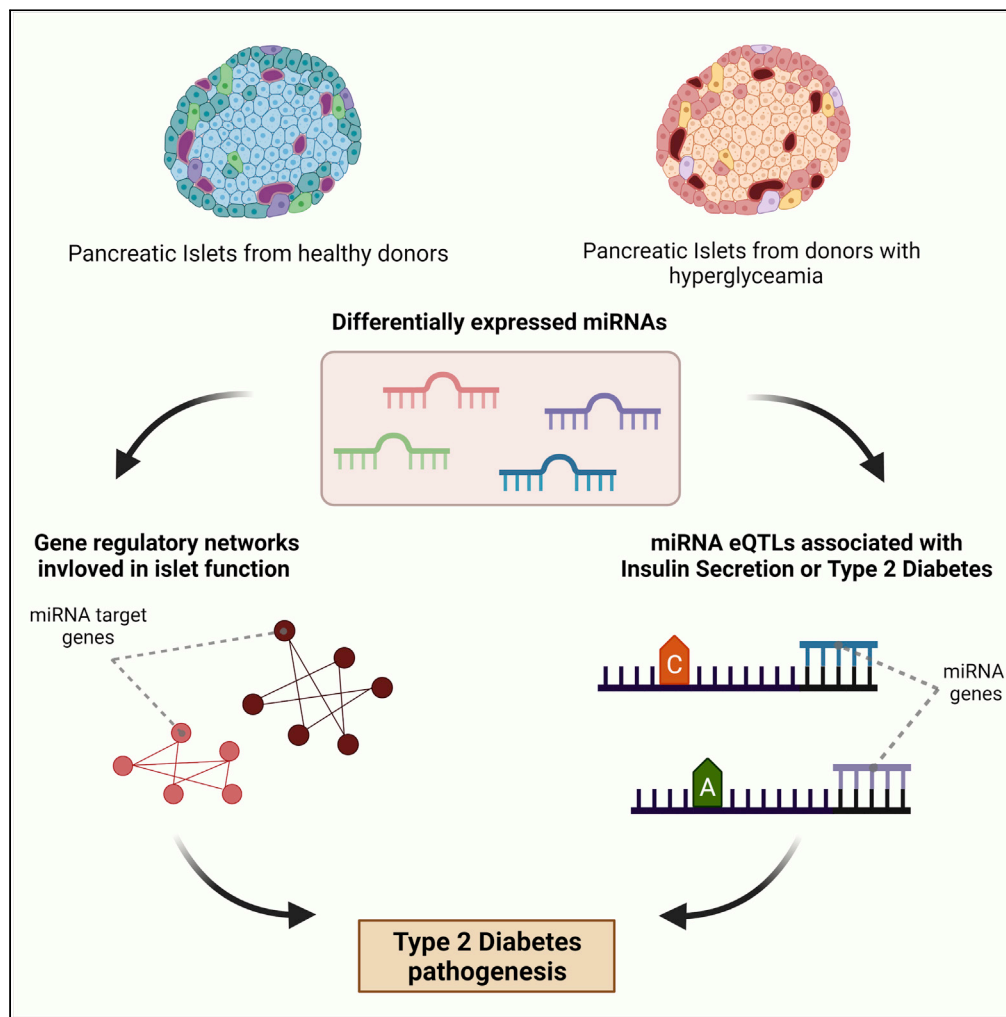 Pancreatic Islets from healthy donors
Pancreatic Islets from donors with
hyperglyceamia
Differentially expressed miRNAs
Gene regulatory networks
invloved in islet function
miRNA target
genes
miRNA eQTLs associated with
Insulin Secretion or Type 2 Diabetes
C
miRNA
genes
A
Type 2 Diabetes
pathogenesis